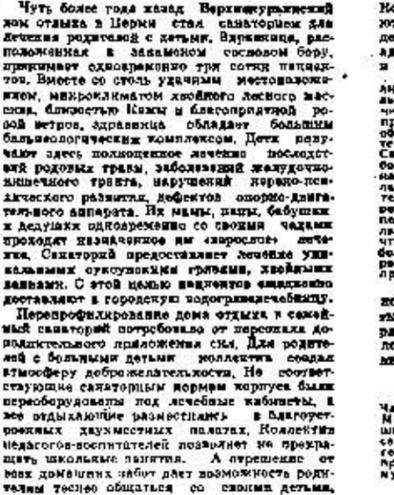 Чуть более года назад Верхнекурьинский
дом отдыха в Перми стал санаторием для
лечения родителей с детьми. Здравница, рас-
положенная в закамском сосновом бору,
принимает одновременно три сотни пациен-
тов. Вместе со столь удачным местоположе-
нием, микроклиматом хвойного лесного мас-
сива, близостью Камы и благоприятной ро-
зой ветров, здравница обладает большим
бальнеологическим комплексом. Дети полу-
чают здесь полноценное лечение последст-
вий родовых травм, заболеваний желудочно-
кишечного тракта, нарушений нервно-пси-
хического развития, дефектов опорно-двига-
тельного аппарата. Их мамы, папы, бабушки
и дедушки одновременно со своими чадами
проходят назначенное им «взрослое» лече-
ние. Санаторий предоставляет лечение уни-
кальными грязями, хвойными
ваннами. С этой целью пациентов ежедневно
доставляют в городскую водогрязелечебницу.
Перепрофилирование дома отдыха в семей-
ный санаторий потребовало от персонала до-
полнительного приложения сил. Для родите-
лей с больными детьми коллектив создал
атмосферу доброжелательности. Не соответ-
ствующие санаторным нормам корпуса были
переоборудованы под лечебные кабинеты, а
все отдыхающие разместились в благоуст-
роенных двухместных палатах. Коллектив
педагогов-воспитателей позволяет не прекра-
щать школьные занятия. А отрешение от
всех домашних забот дает возможность роди-
телям тесно общаться со своими детьми,